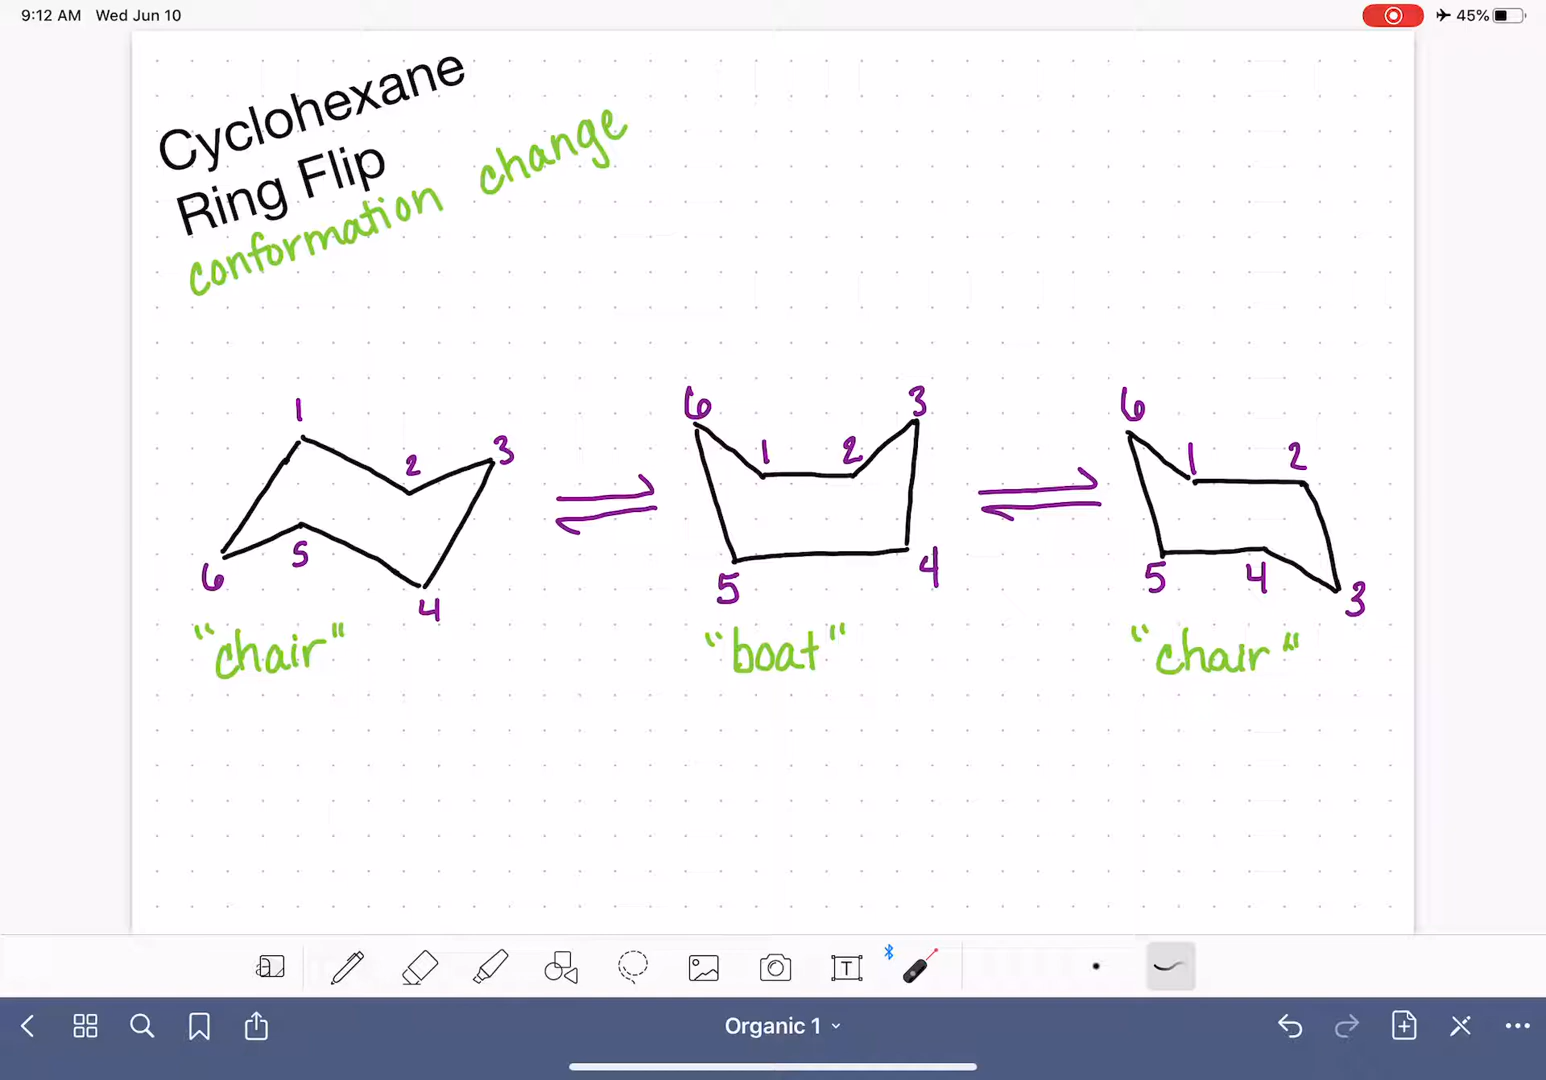 9:12 AM Wed Jun 10
45%
Cyclohexane
Ring Flip
conformation change
1 2 3 4 5 6
6 1 2 3 4 5
6 1 2 3 4 5
"chair" "boat" "chair"
T
Organic 1